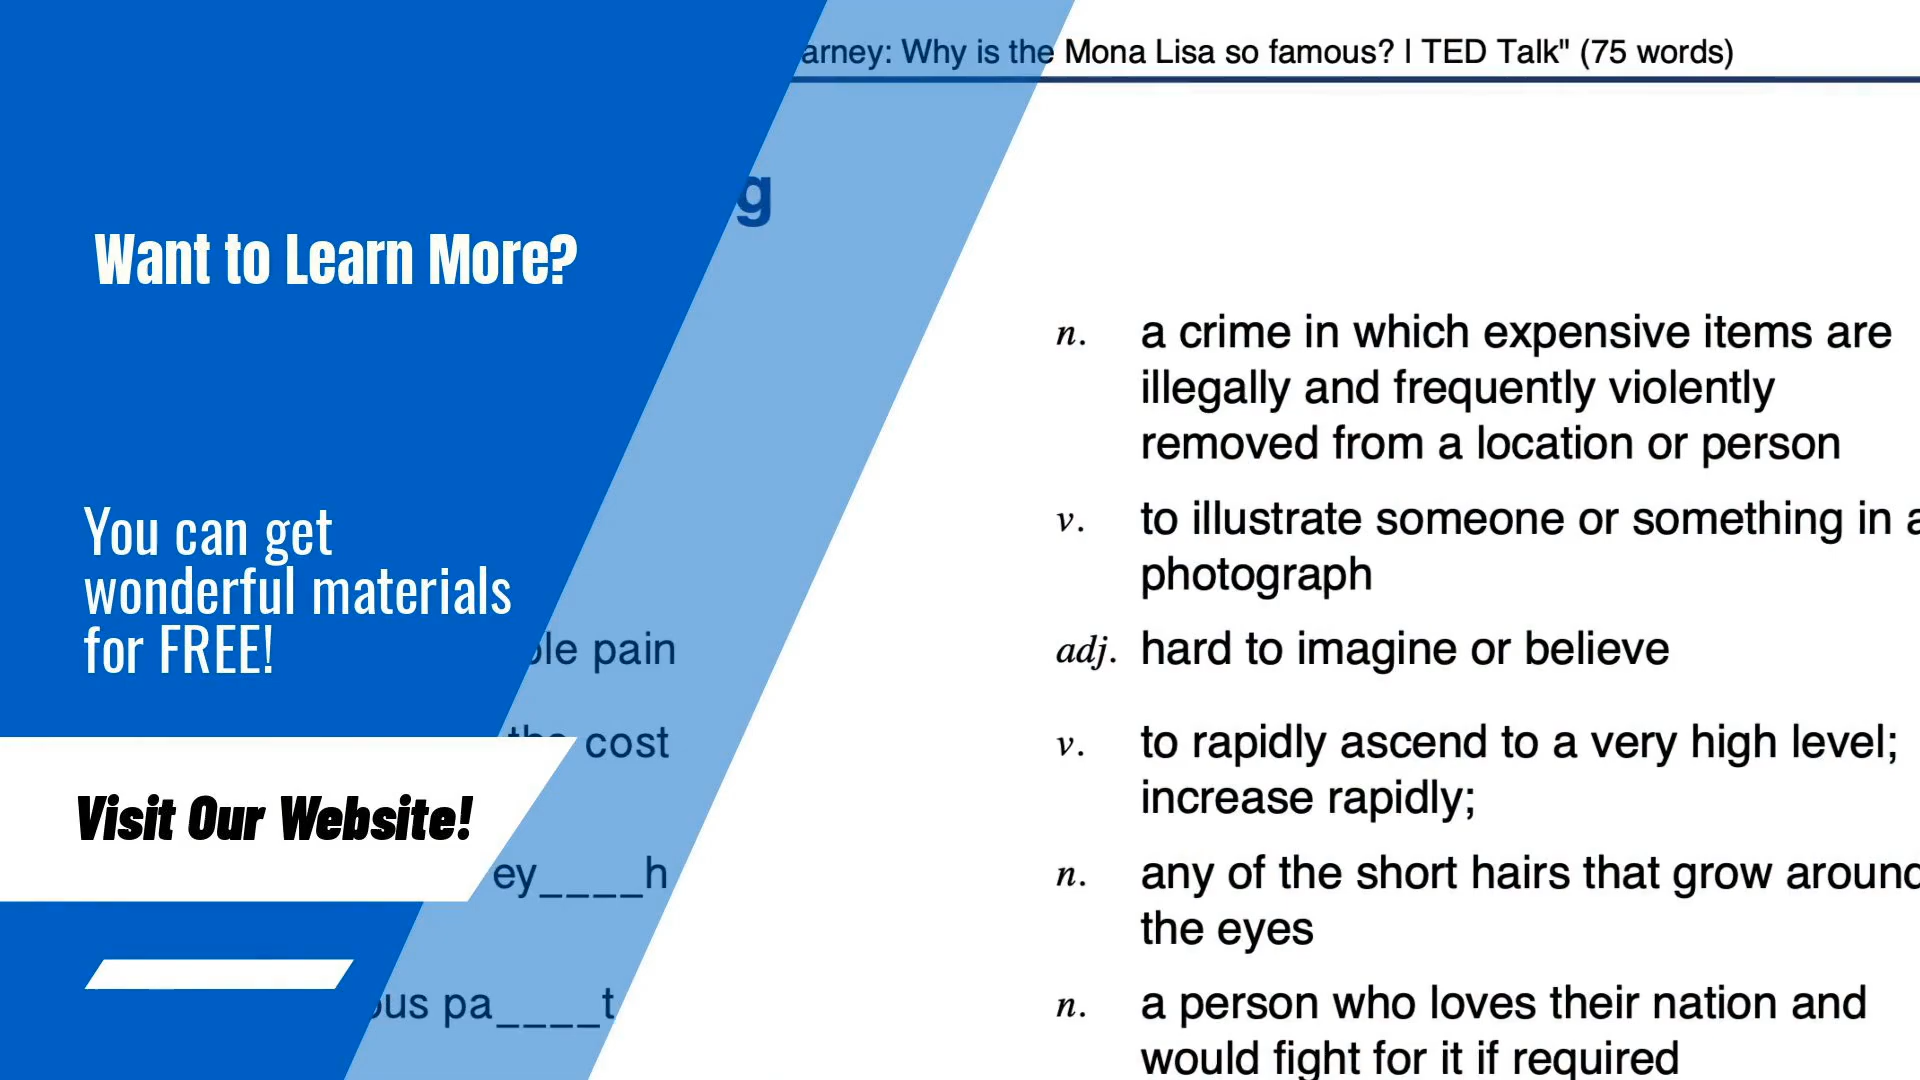 arney: Why is the Mona Lisa so famous? | TED Talk" (75 words)
g
Want to Learn More?
You can get
wonderful materials
for FREE!
Visit Our Website!
n. a crime in which expensive items are
illegally and frequently violently
removed from a location or person
v. to illustrate someone or something in a
photograph
ble pain adj. hard to imagine or believe
the cost v. to rapidly ascend to a very high level;
increase rapidly;
ey____h n. any of the short hairs that grow around
the eyes
ous pa____t n. a person who loves their nation and
would fight for it if required